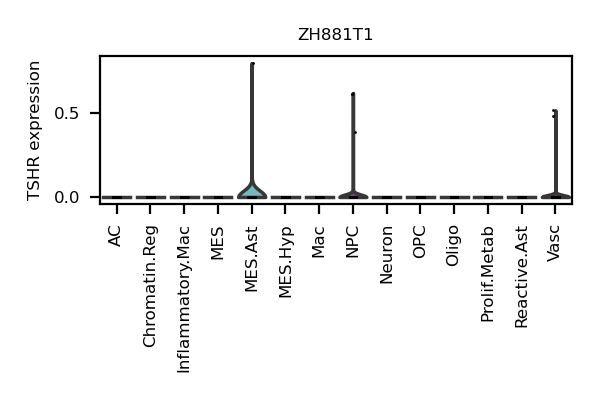 ZH881T1
TSHR expression
0.5
0.0
AC
Chromatin.Reg
Inflammatory.Mac
MES
MES.Ast
MES.Hyp
Mac
NPC
Neuron
OPC
Oligo
Prolif.Metab
Reactive.Ast
Vasc